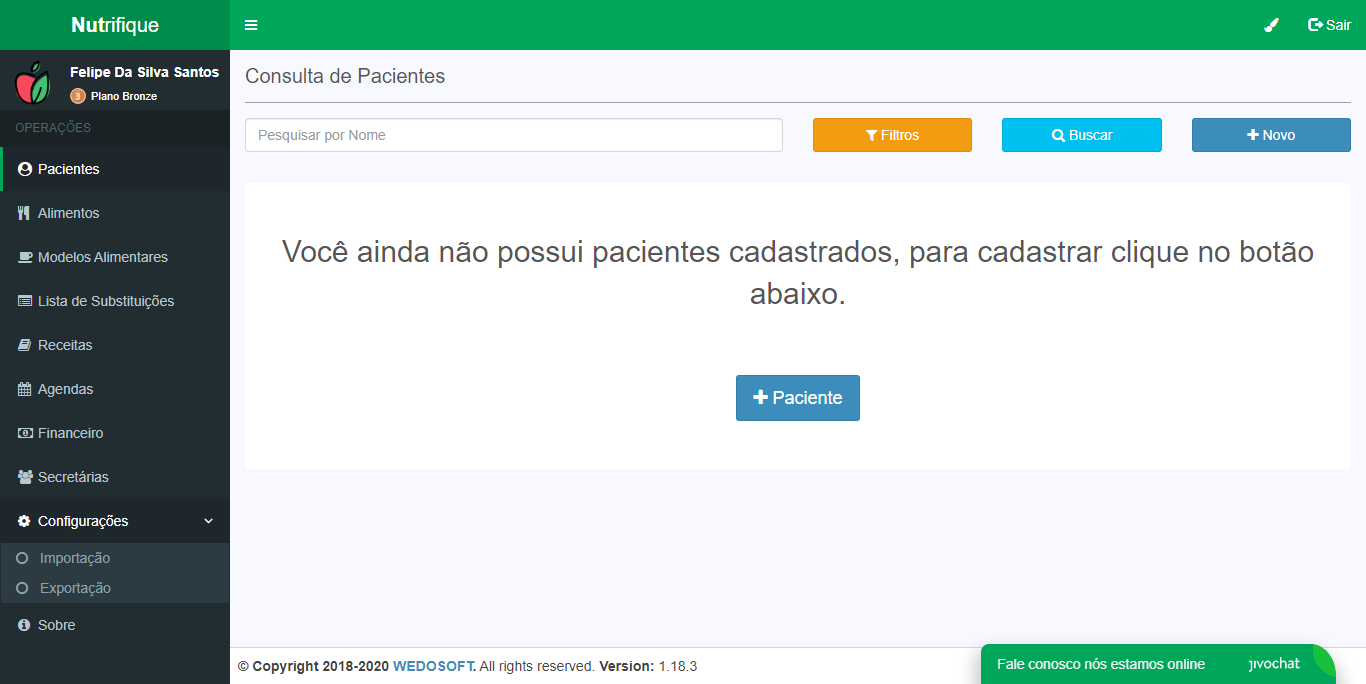 Nutrifique
Sair
Felipe Da Silva Santos
3 Plano Bronze
OPERAÇÕES
Pacientes
Alimentos
Modelos Alimentares
Lista de Substituições
Receitas
Agendas
Financeiro
Secretárias
Configurações
Importação
Exportação
Sobre
Consulta de Pacientes
Pesquisar por Nome
Filtros
Buscar
Novo
Você ainda não possui pacientes cadastrados, para cadastrar clique no botão
abaixo.
Paciente
© Copyright 2018-2020 WEDOSOFT. All rights reserved. Version: 1.18.3
Fale conosco nós estamos online jivochat